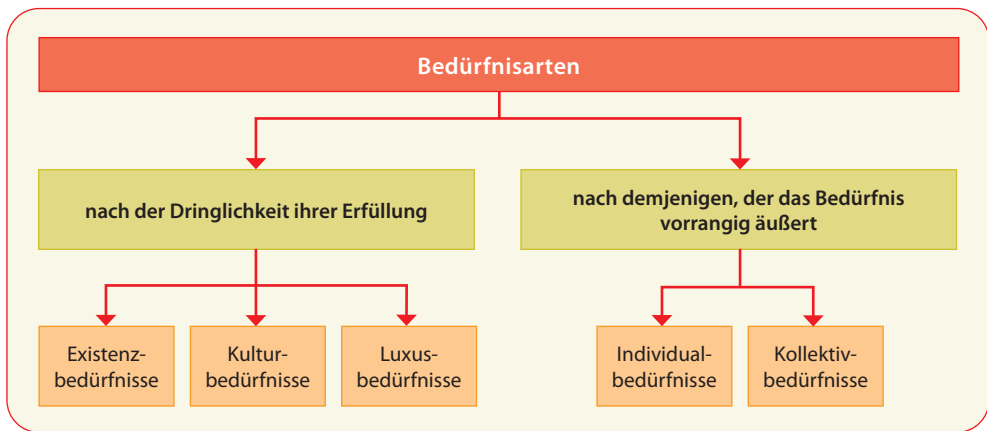 Bedürfnisarten
nach der Dringlichkeit ihrer Erfüllung
nach demjenigen, der das Bedürfnis
vorrangig äußert
Existenz-
bedürfnisse
Kultur-
bedürfnisse
Luxus-
bedürfnisse
Individual-
bedürfnisse
Kollektiv-
bedürfnisse